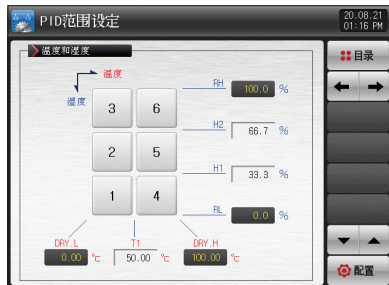 PID范围设定
20.08.21
01:16 PM
温度和湿度
目录
温度
湿度
RH 100.0 %
3 6
H2 66.7 %
2 5
H1 33.3 %
1 4
RL 0.0 %
DRY.L T1 DRY.H
0.00 ℃ 50.00 ℃ 100.00 ℃
配置